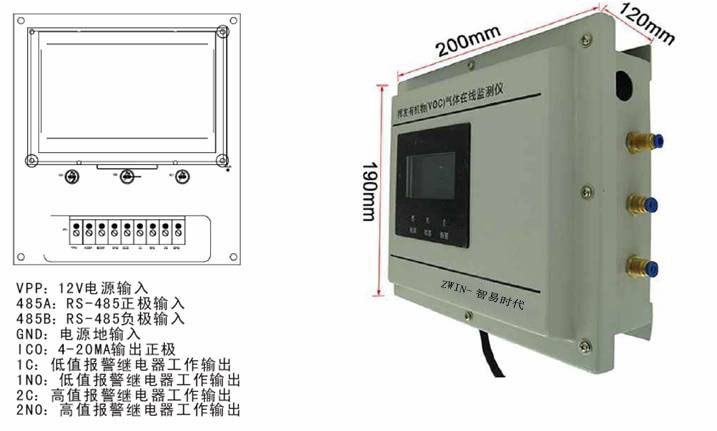 VPP: 12V电源输入
485A: RS-485正极输入
485B: RS-485负极输入
GND: 电源地输入
ICO: 4-20MA输出正极
1C: 低值报警继电器工作输出
1NO: 低值报警继电器工作输出
2C: 高值报警继电器工作输出
2NO: 高值报警继电器工作输出
200mm
120mm
190mm
挥发有机物(VOC)气体在线监测仪
ZWIN-智易时代